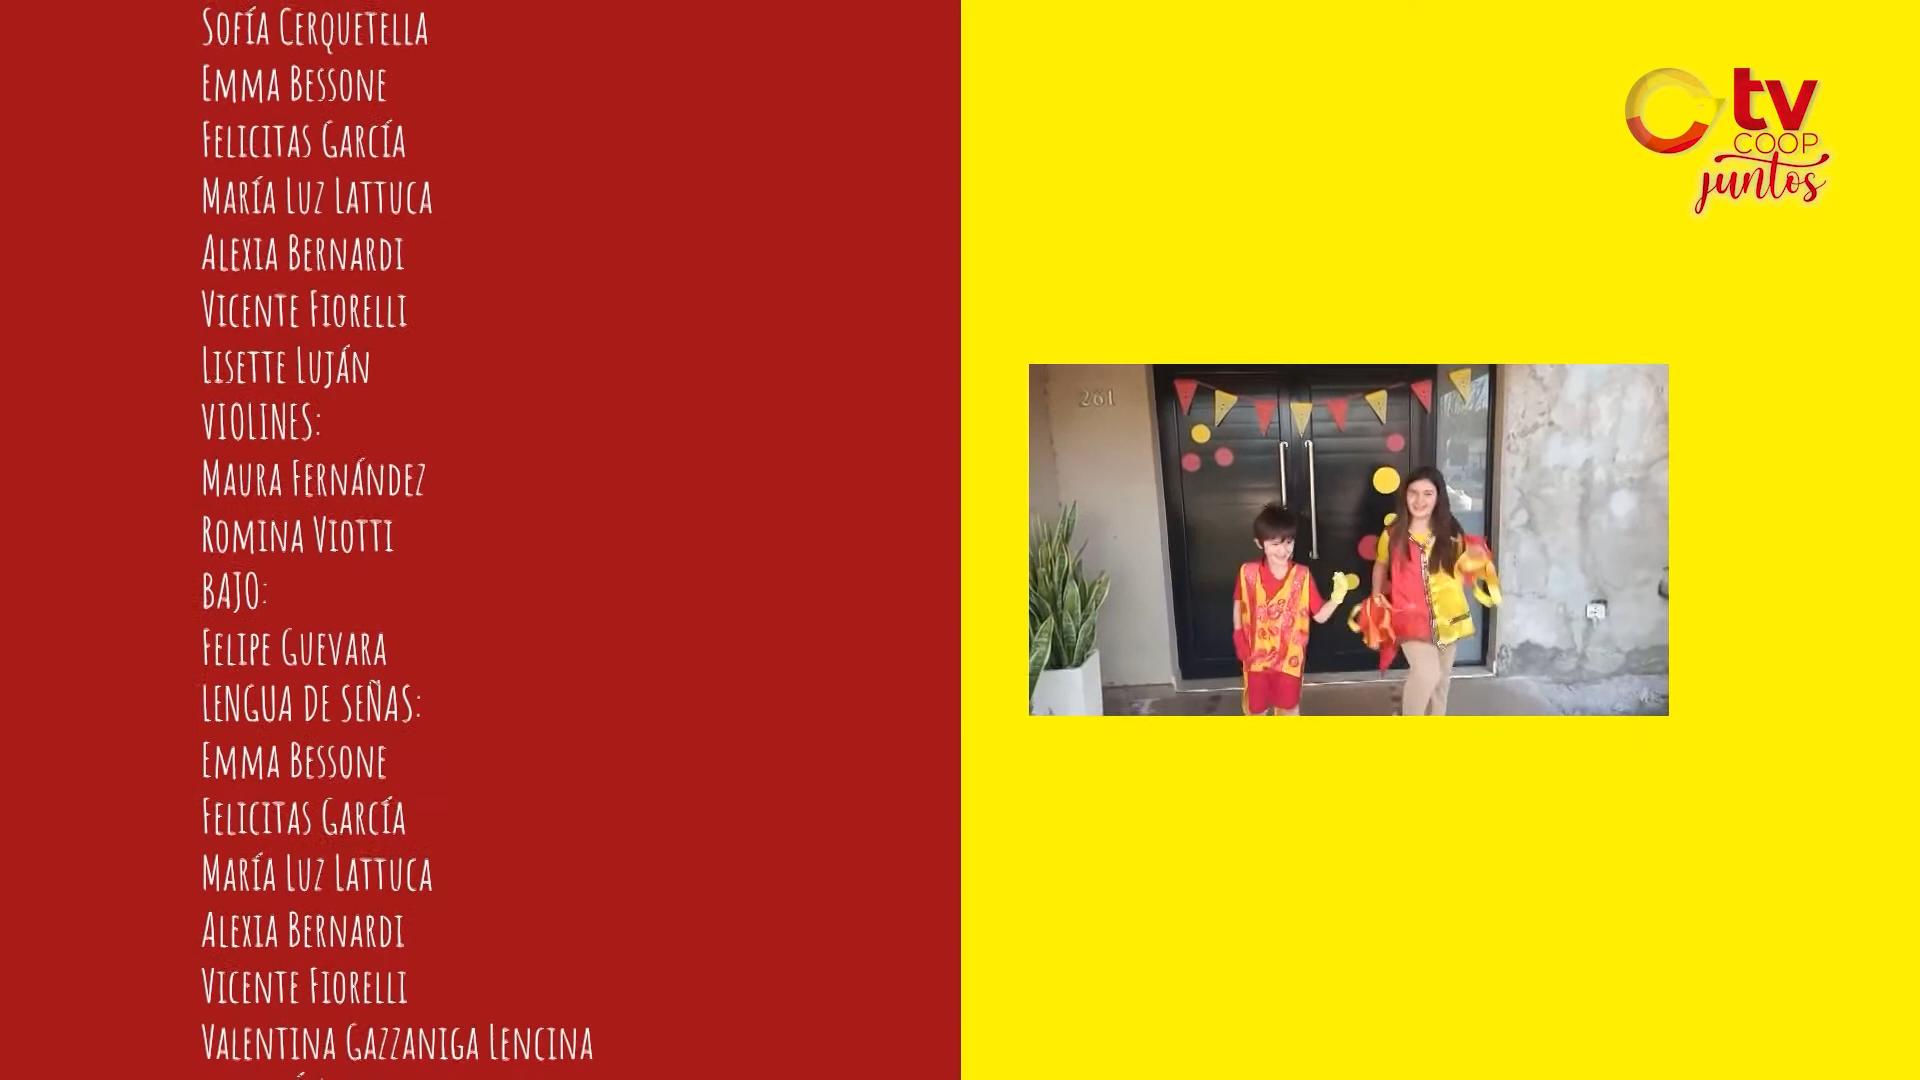 Sofía Cerquetella
Emma Bessone
Felicitas García
María Luz Lattuca
Alexia Bernardi
Vicente Fiorelli
Lisette Luján
VIOLINES:
Maura Fernández
Romina Viotti
BAJO:
Felipe Guevara
LENGUA DE SEÑAS:
Emma Bessone
Felicitas García
María Luz Lattuca
Alexia Bernardi
Vicente Fiorelli
Valentina Gazzaniga Lencina
tv
COOP
juntos
261